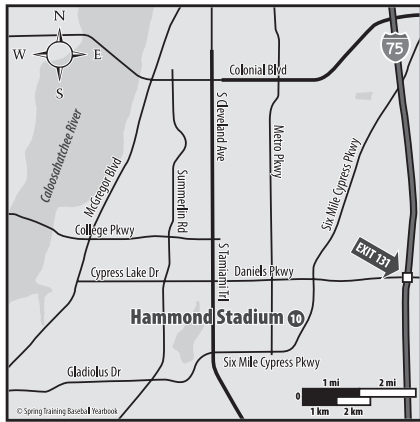 N
W E
S
75
Colonial Blvd
Caloosahatchee River
McGregor Blvd
Summerlin Rd
S Cleveland Ave
Metro Pkwy
Six Mile Cypress Pkwy
College Pkwy
EXIT 131
Cypress Lake Dr
S Tamiami Trl
Daniels Pkwy
Hammond Stadium 10
Gladiolus Dr
Six Mile Cypress Pkwy
1 mi 2 mi
0
1 km 2 km
© Spring Training Baseball Yearbook